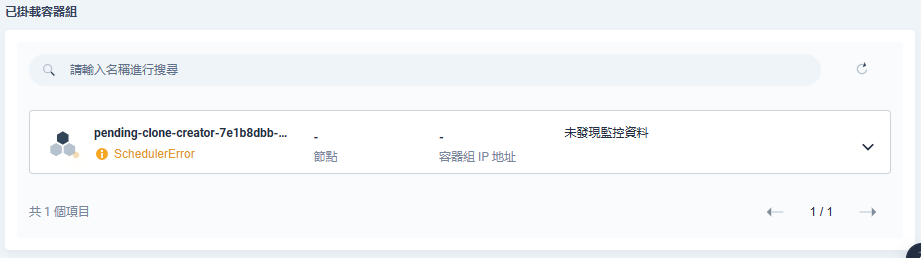 已掛載容器組
請輸入名稱進行搜尋
pending-clone-creator-7e1b8dbb-...
SchedulerError
-
節點
-
容器組 IP 地址
未發現監控資料
共 1 個項目
1 / 1